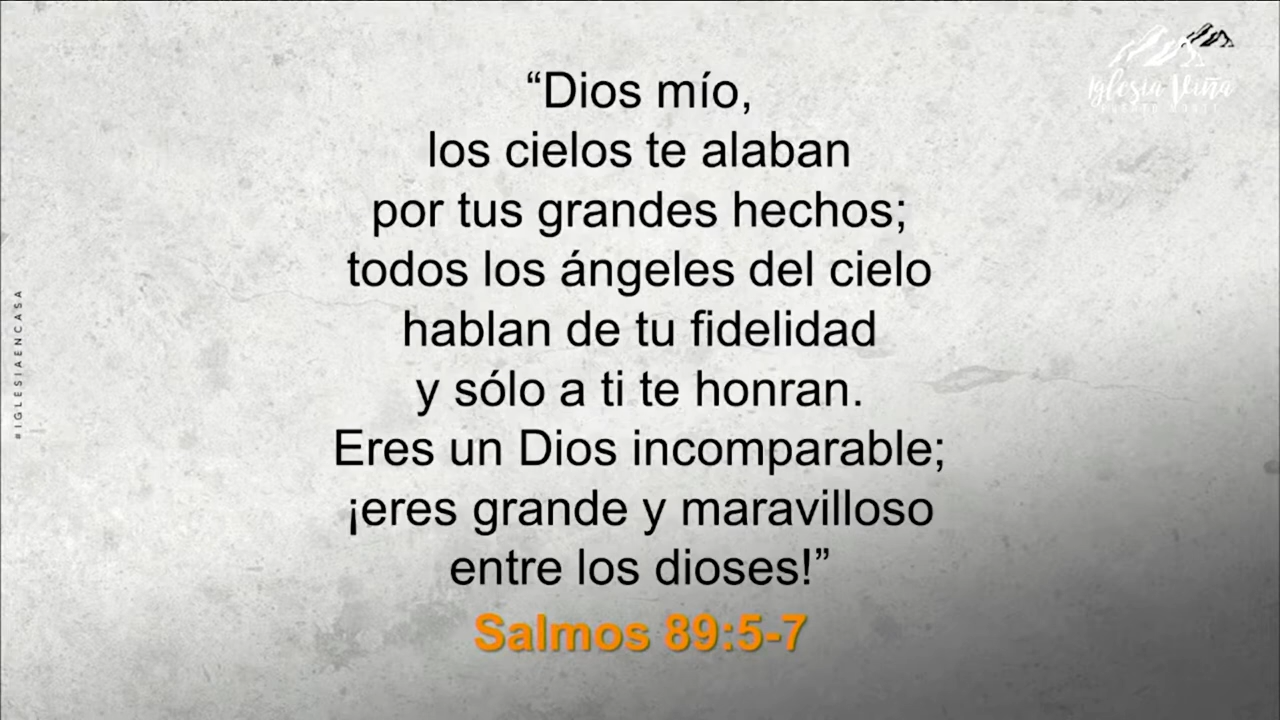 Iglesia Viña
"Dios mío,
los cielos te alaban
por tus grandes hechos;
todos los ángeles del cielo
hablan de tu fidelidad
y sólo a ti te honran.
Eres un Dios incomparable;
¡eres grande y maravilloso
entre los dioses!"
Salmos 89:5-7
#IGLESIAENCASA